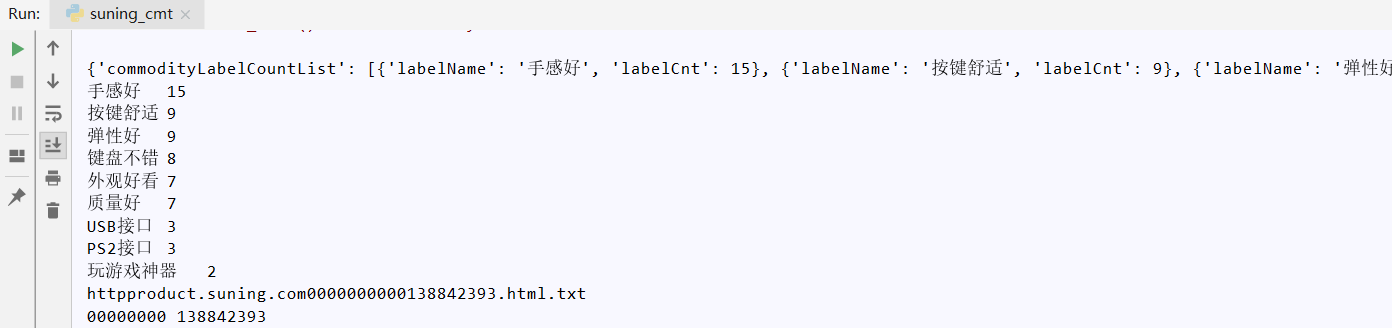 Run: suning_cmt
{'commodityLabelCountList': [{'labelName': '手感好', 'labelCnt': 15}, {'labelName': '按键舒适', 'labelCnt': 9}, {'labelName': '弹性好
手感好 15
按键舒适 9
弹性好 9
键盘不错 8
外观好看 7
质量好 7
USB接口 3
PS2接口 3
玩游戏神器 2
httpproduct.suning.com0000000000138842393.html.txt
00000000 138842393